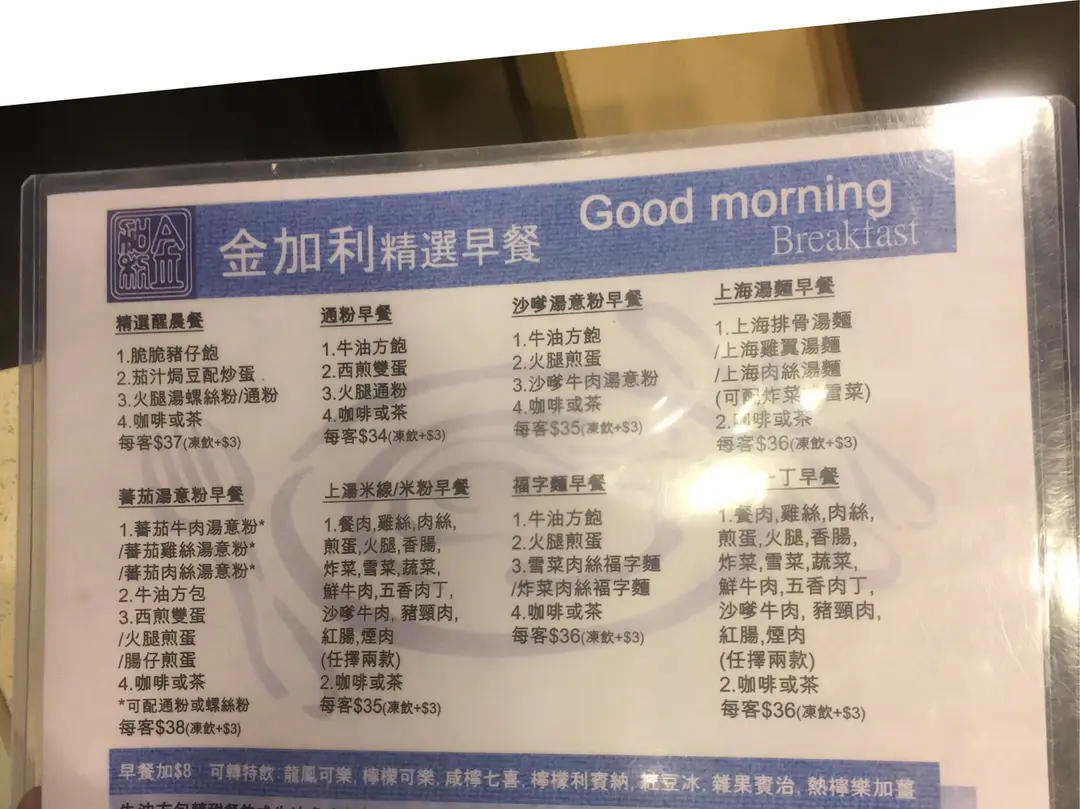 金加利精選早餐
Good morning
Breakfast
精選醒晨餐
1.脆脆豬仔飽
2.茄汁焗豆配炒蛋
3.火腿湯螺絲粉/通粉
4.咖啡或茶
每客$37(凍飲+$3)
通粉早餐
1.牛油方飽
2.西煎雙蛋
3.火腿通粉
4.咖啡或茶
每客$34(凍飲+$3)
沙嗲湯意粉早餐
1.牛油方飽
2.火腿煎蛋
3.沙嗲牛肉湯意粉
4.咖啡或茶
每客$35(凍飲+$3)
上海湯麵早餐
1.上海排骨湯麵
/上海雞翼湯麵
/上海肉絲湯麵
(可配炸菜 雪菜)
2.咖啡或茶
每客$36(凍飲+$3)
蕃茄湯意粉早餐
1.蕃茄牛肉湯意粉*
/蕃茄雞絲湯意粉*
/蕃茄肉絲湯意粉*
2.牛油方包
3.西煎雙蛋
/火腿煎蛋
/腸仔煎蛋
4.咖啡或茶
*可配通粉或螺絲粉
每客$38(凍飲+$3)
上湯米線/米粉早餐
1.餐肉,雞絲,肉絲,
煎蛋,火腿,香腸,
炸菜,雪菜,蔬菜,
鮮牛肉,五香肉丁,
沙嗲牛肉, 豬頸肉,
紅腸,煙肉
(任擇兩款)
2.咖啡或茶
每客$35(凍飲+$3)
福字麵早餐
1.牛油方飽
2.火腿煎蛋
3.雪菜肉絲福字麵
/炸菜肉絲福字麵
4.咖啡或茶
每客$36(凍飲+$3)
一丁早餐
1.餐肉,雞絲,肉絲,
煎蛋,火腿,香腸,
炸菜,雪菜,蔬菜,
鮮牛肉,五香肉丁,
沙嗲牛肉, 豬頸肉,
紅腸,煙肉
(任擇兩款)
2.咖啡或茶
每客$36(凍飲+$3)
早餐加$8 可轉特飲:龍鳳可樂, 檸檬可樂, 咸檸七喜, 檸檬利賓納, 紅豆冰, 雜果賓治, 熱檸樂加薑